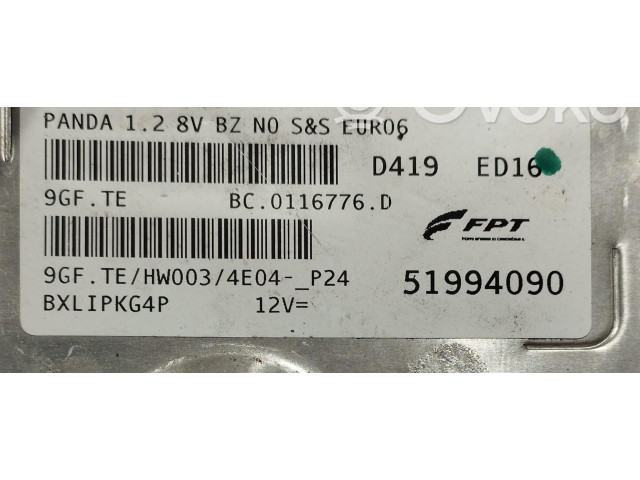 PANDA 1.2 8V BZ NO S&S EURO6
D419 ED16
9GF.TE BC.0116776.D
FPT
9GF.TE/HW003/4E04-_P24
51994090
BXLIPKG4P 12V=